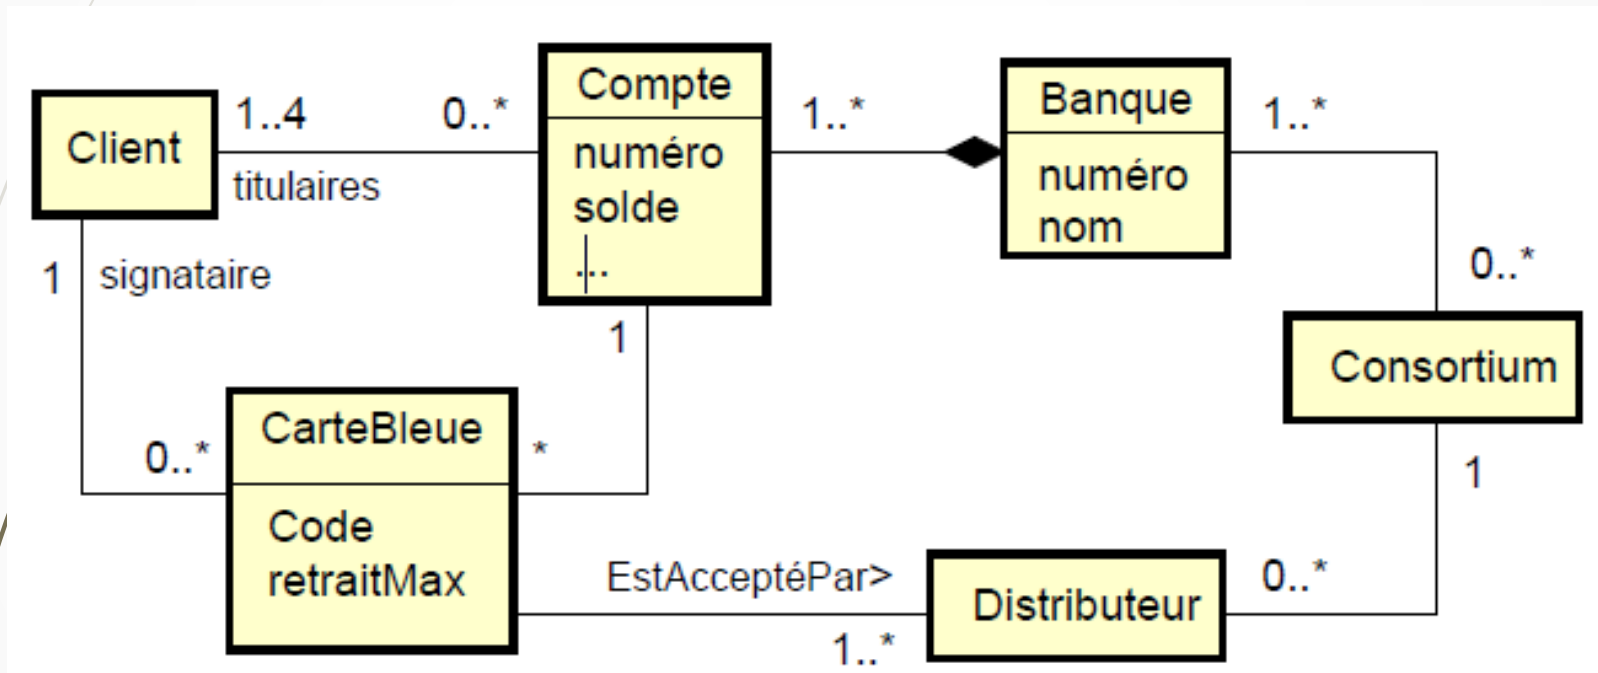 Client
1..4
titulaires
0..*
Compte
numéro
solde
...
1..*
Banque
numéro
nom
1..*
0..*
Consortium
1
1
signataire
0..*
CarteBleue
Code
retraitMax
*
1
EstAcceptéPar>
1..*
Distributeur
0..*